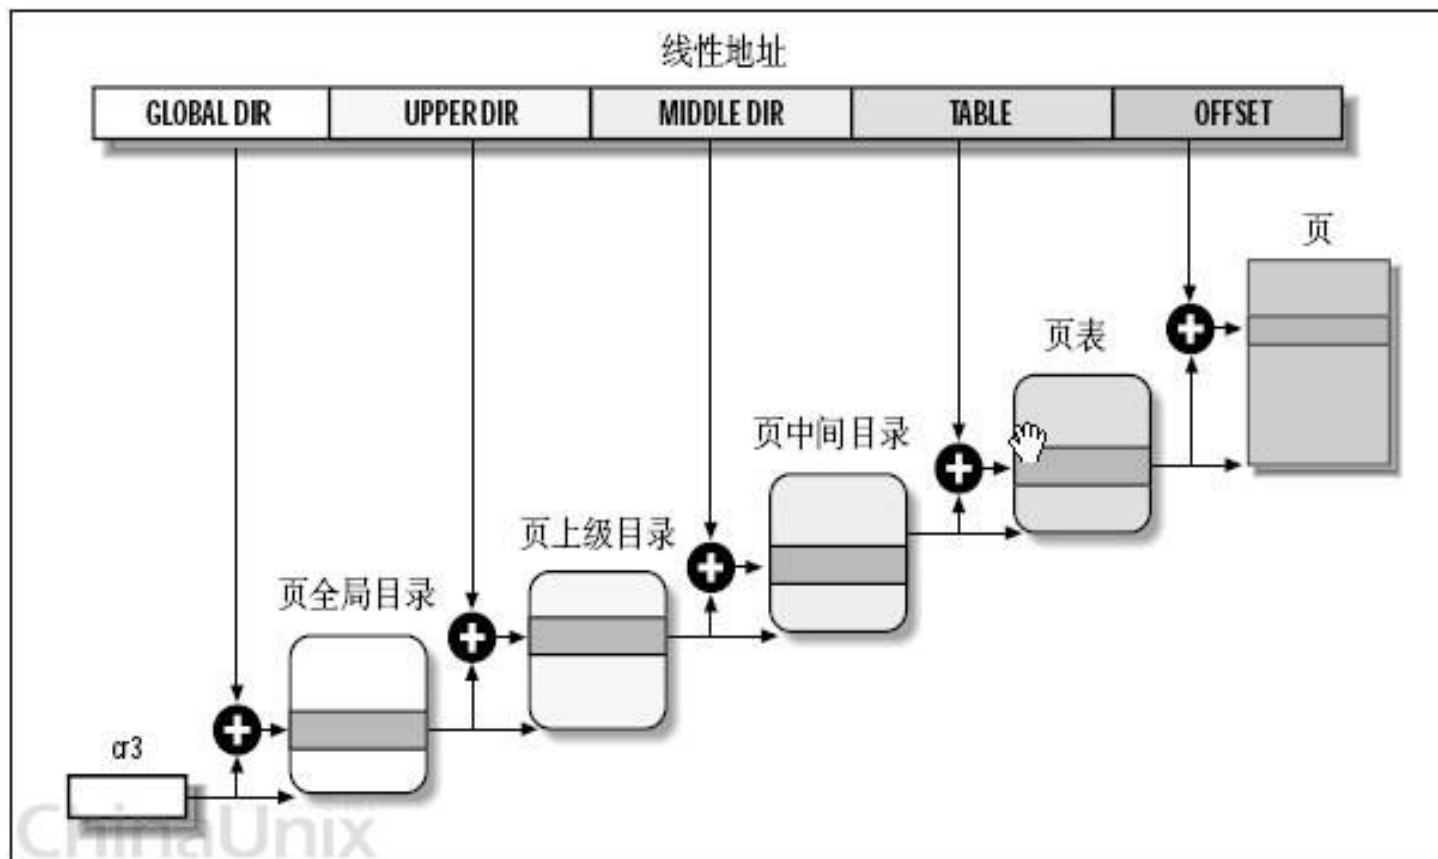 线性地址
GLOBAL DIR
UPPER DIR
MIDDLE DIR
TABLE
OFFSET
页
页表
页中间目录
页上级目录
页全局目录
cr3
ChinaUnix